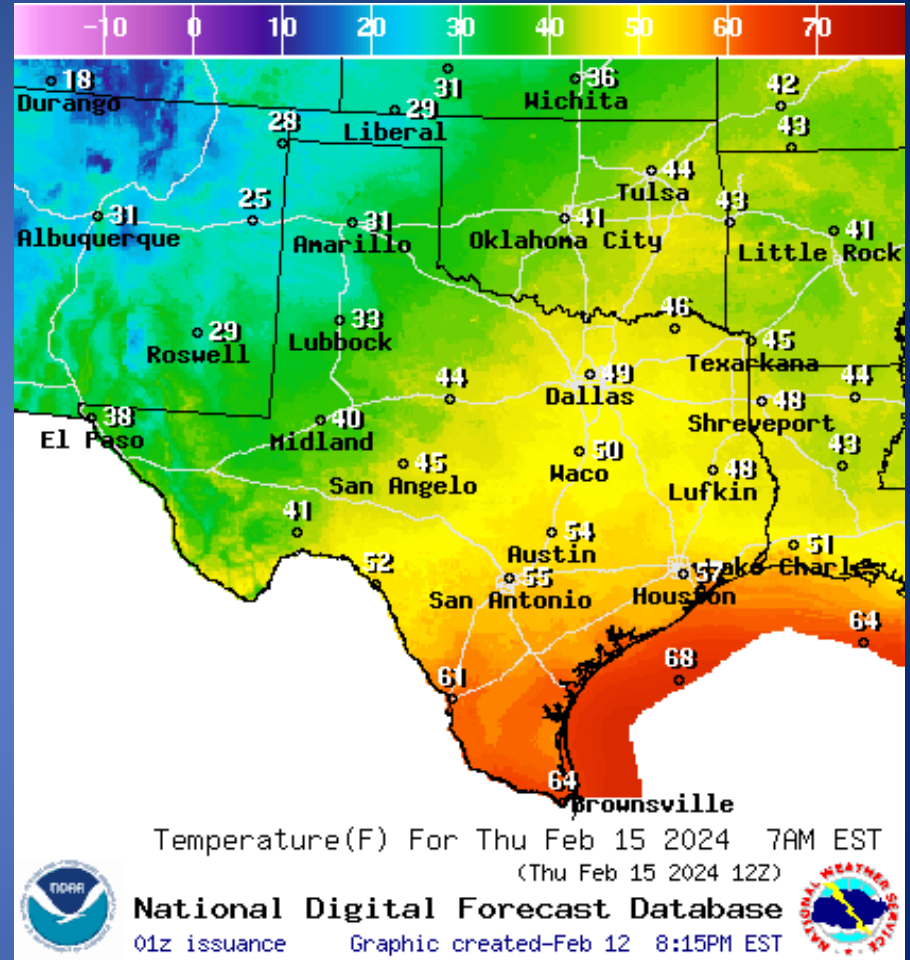 -10 0 10 20 30 40 50 60 70
18
Durango
31
29
Liberal
36
Wichita
42
43
28
44
Tulsa
31
Albuquerque
25
31
Amarillo
41
Oklahoma City
43
41
Little Rock
29
Roswell
33
Lubbock
46
45
Texarkana
49
Dallas
44
48
Shreveport
44
38
El Paso
40
Midland
45
San Angelo
50
Waco
48
Lufkin
43
41
54
Austin
51
Lake Charles
52
55
San Antonio
57
Houston
64
61
68
64
Brownsville
Temperature(F) For Thu Feb 15 2024 7AM EST
(Thu Feb 15 2024 12Z)
National Digital Forecast Database
01z issuance Graphic created-Feb 12 8:15PM EST
NOAA
NATIONAL WEATHER SERVICE